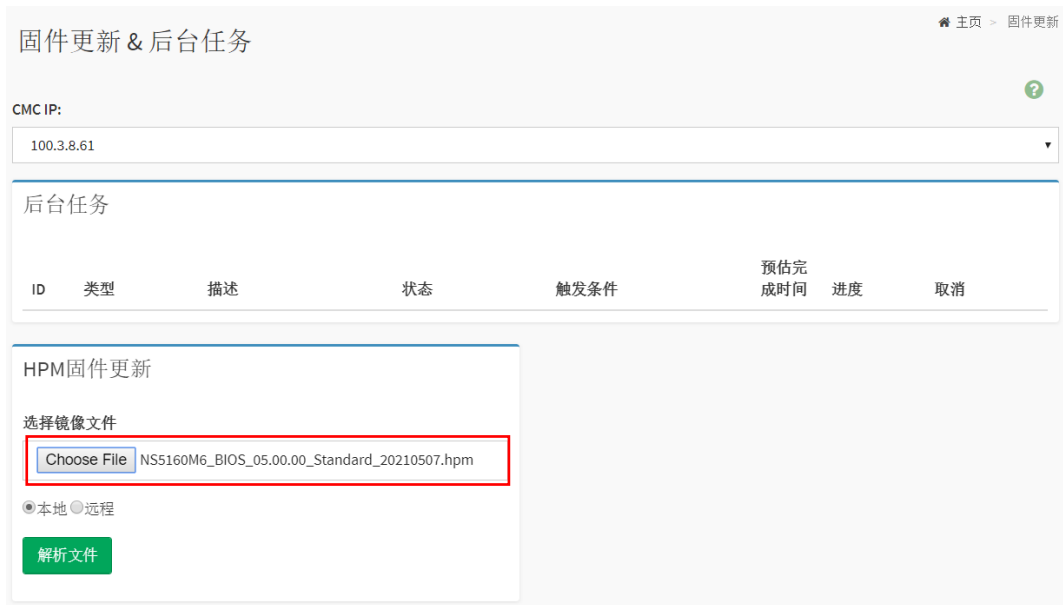 主页 > 固件更新
固件更新 & 后台任务
CMC IP:
100.3.8.61
后台任务
ID 类型 描述 状态 触发条件 预估完成时间 进度 取消
HPM固件更新
选择镜像文件
Choose File NS5160M6_BIOS_05.00.00_Standard_20210507.hpm
本地 远程
解析文件